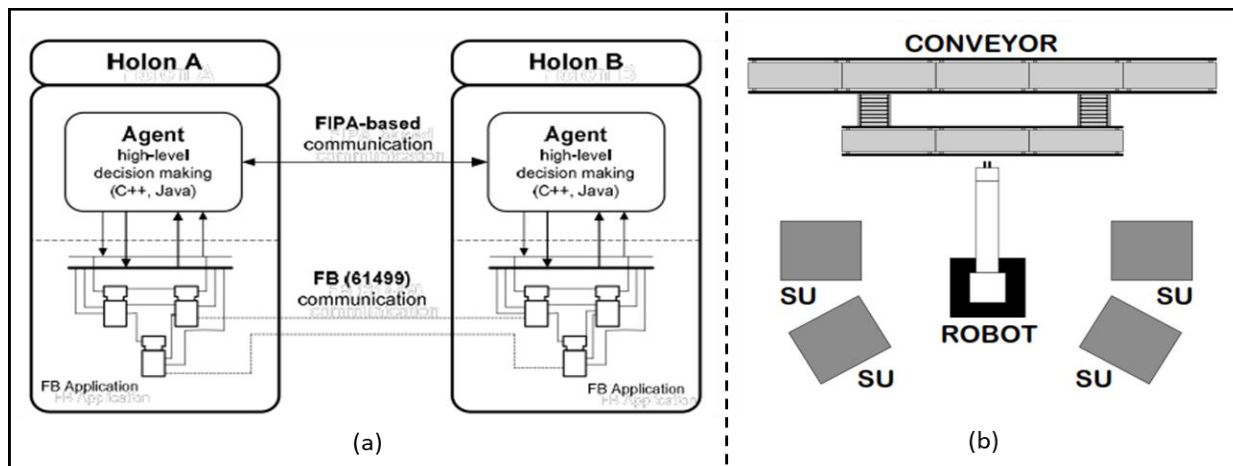 Holon A
Agent
high-level
decision making
(C++, Java)
FB Application
FIPA-based
communication
FB (61499)
communication
Holon B
Agent
high-level
decision making
(C++, Java)
FB Application
(a)
CONVEYOR
SU
SU
ROBOT
SU
SU
(b)